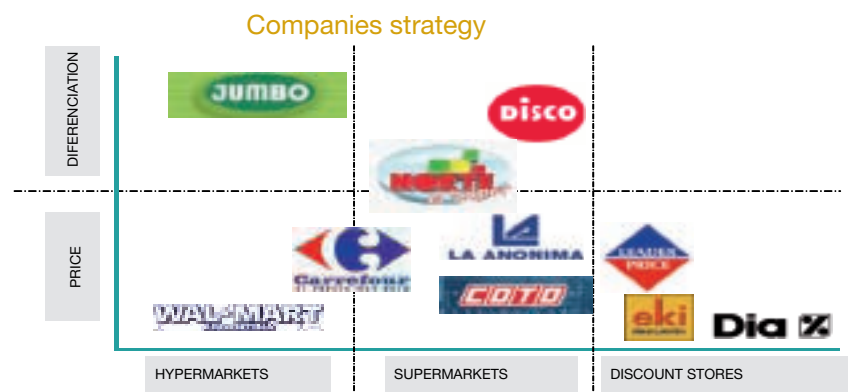 Companies strategy
DIFERENCIATION
JUMBO
DISCO
NORTE
PRICE
Carrefour
LA ANONIMA
LEADER
PRICE
WAL-MART
COTO
eki
Dia %
HYPERMARKETS
SUPERMARKETS
DISCOUNT STORES